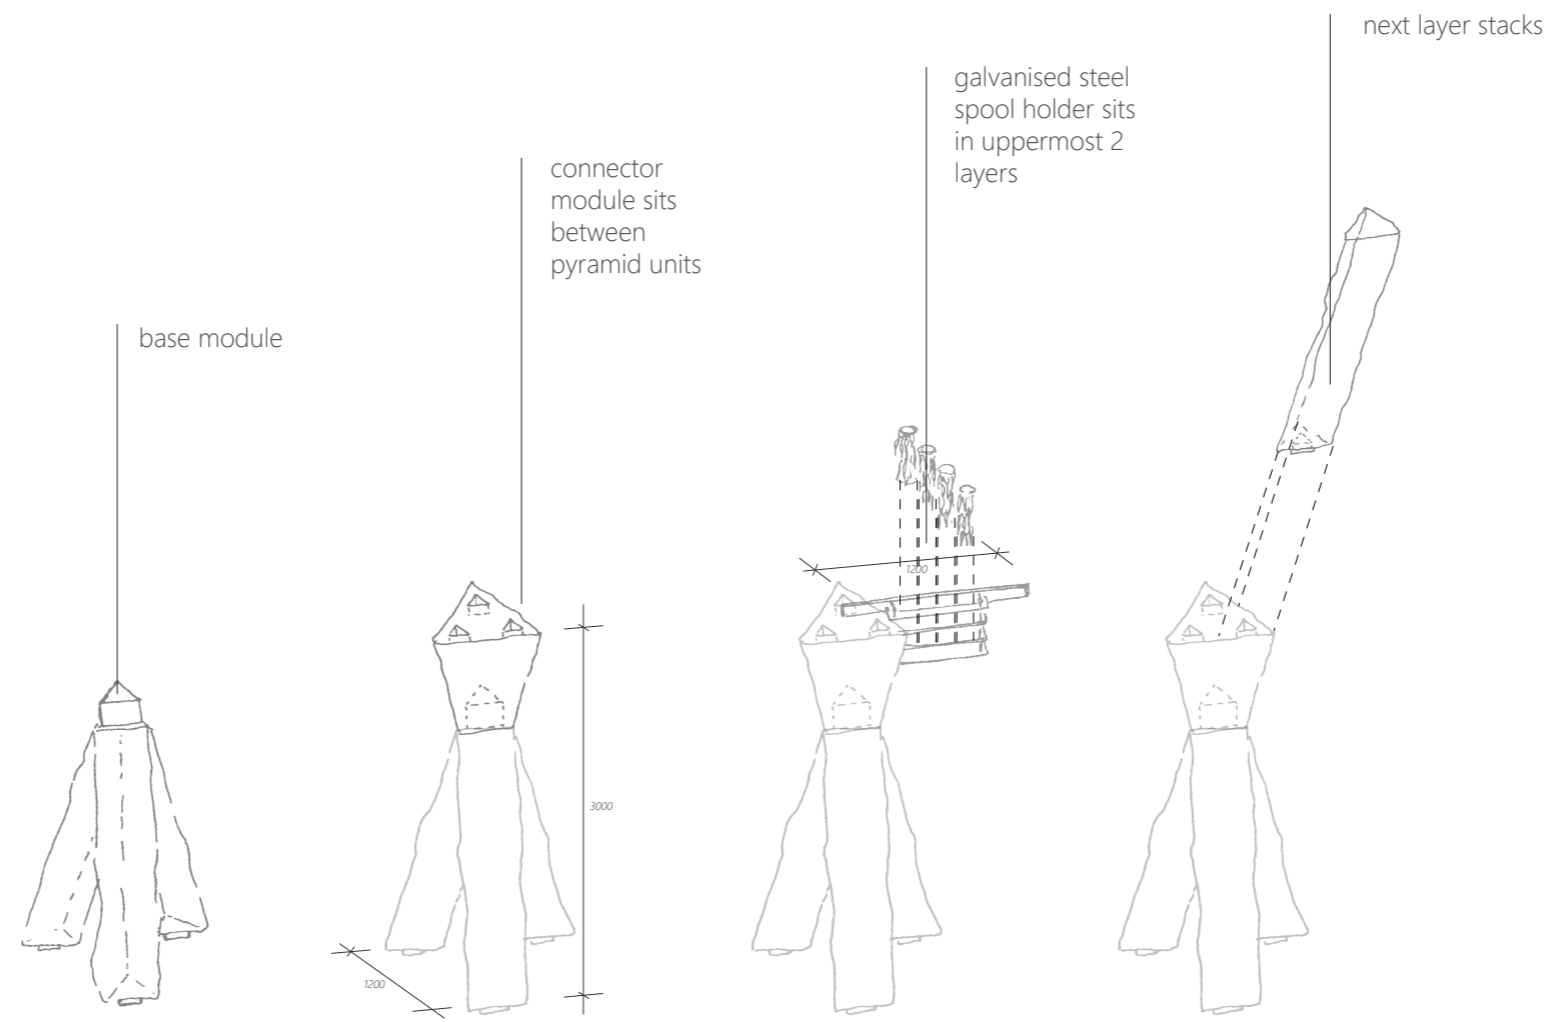 next layer stacks
galvanised steel
spool holder sits
in uppermost 2
layers
connector
module sits
between
pyramid units
base module
1200
3000
1200